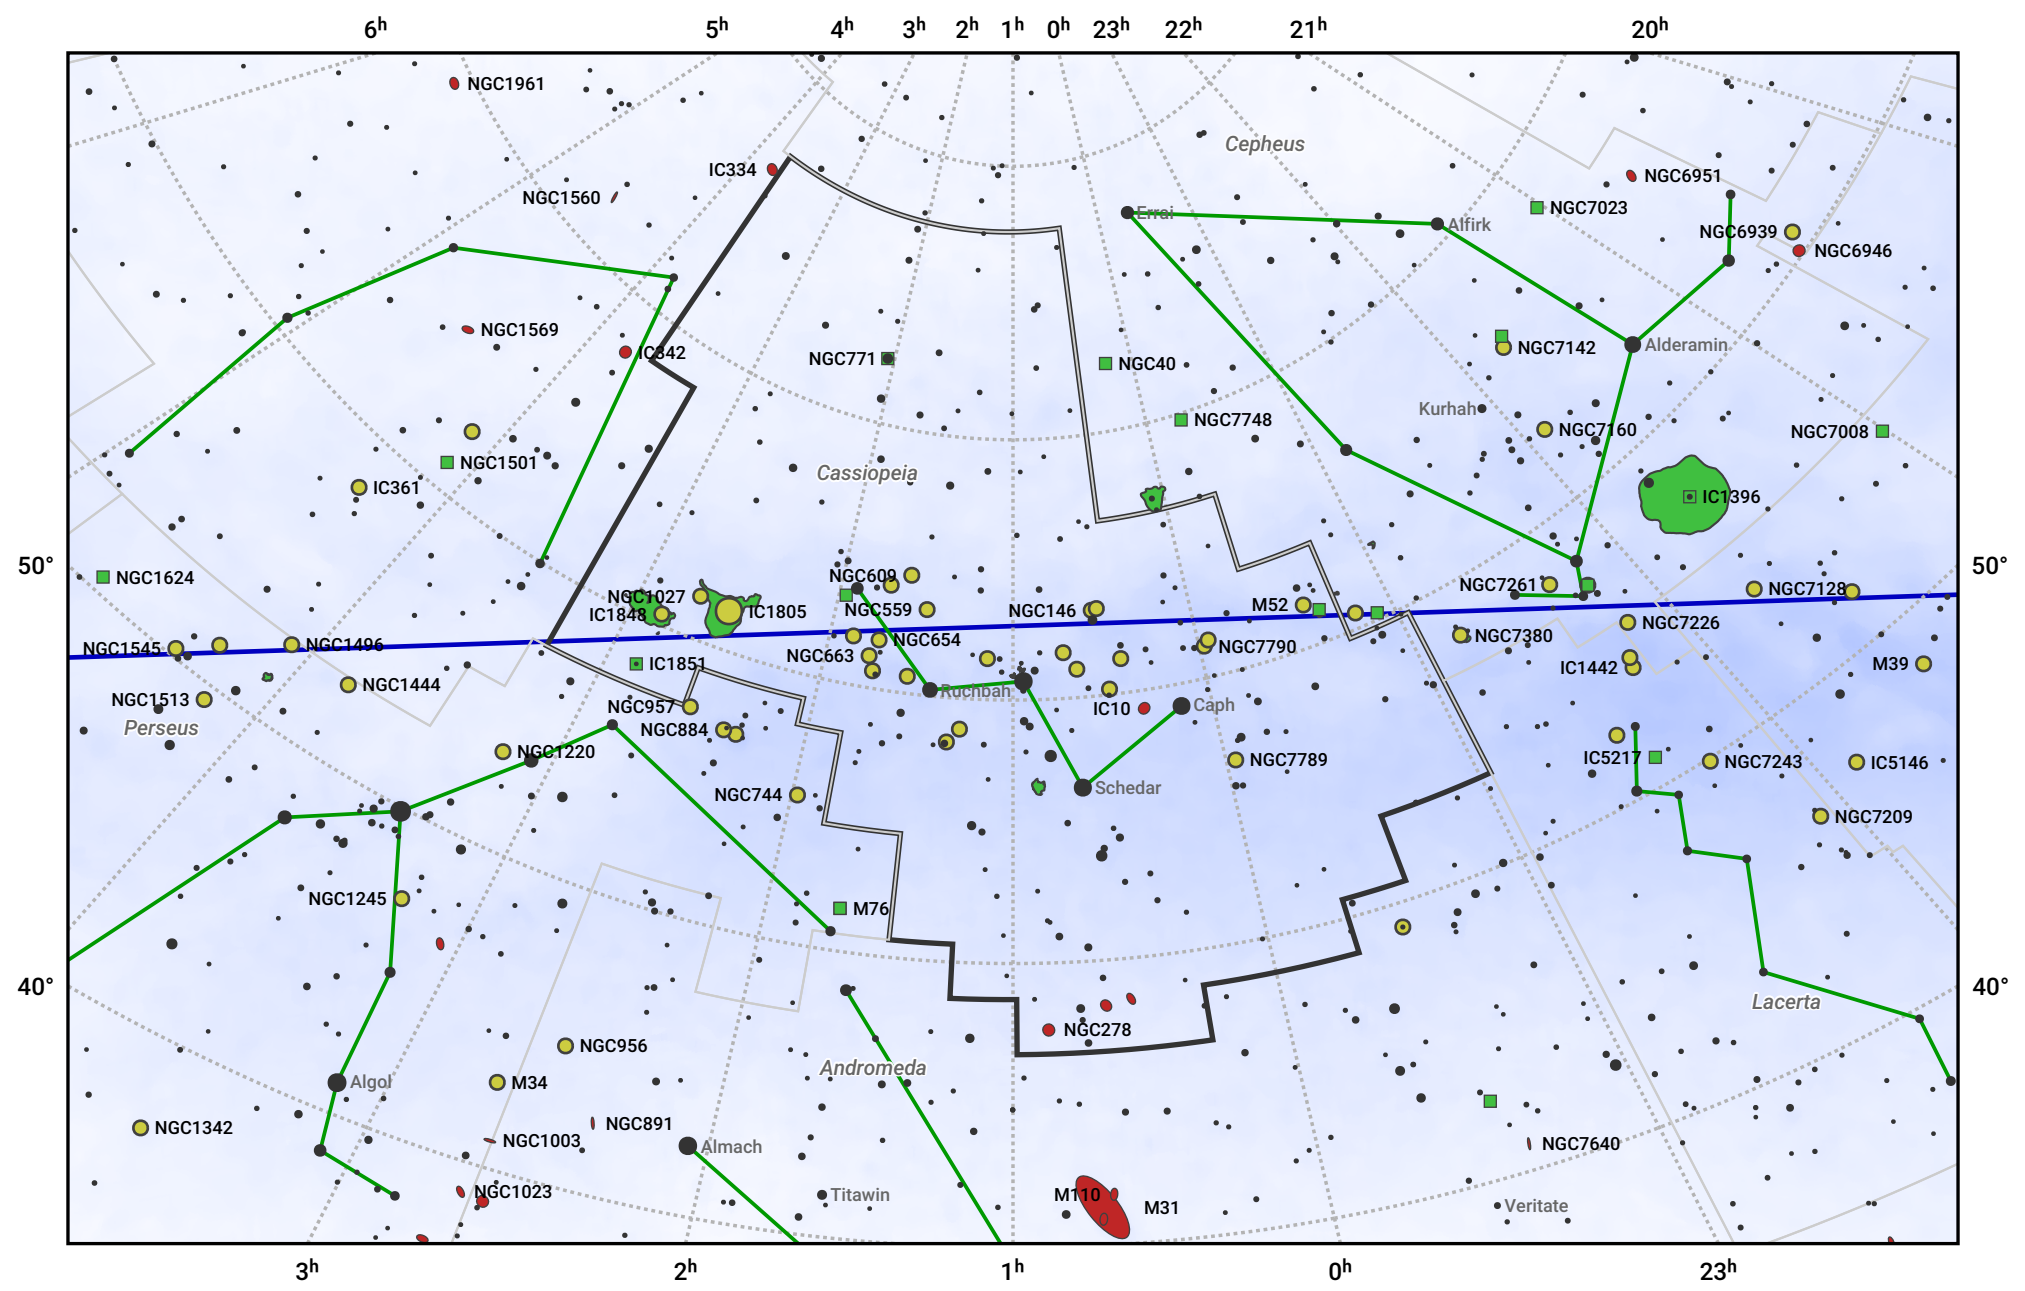 6h 5h 4h 3h 2h 1h 0h 23h 22h 21h 20h
NGC1961
Cepheus
IC334
NGC6951
NGC1560
NGC7023
Errai
Alfirk
NGC6939
NGC6946
NGC1569
IC342
NGC771
NGC40
NGC7142
Alderamin
Kurhah
NGC7748
NGC7160
NGC7008
NGC1501
Cassiopeia
IC361
IC1396
50° 50°
NGC1624
NGC609
NGC7261
NGC7128
NGC1027
IC1848
IC1805
NGC559
NGC146
M52
NGC7226
NGC1545
NGC1496
NGC654
NGC7380
NGC663
NGC7790
IC1851
IC1442
M39
NGC1444
Ruchbah
NGC1513
NGC957
IC10
Caph
Perseus
NGC884
NGC1220
NGC7789
IC5217
NGC7243
IC5146
Schedar
NGC744
NGC7209
NGC1245
M76
40° 40°
Lacerta
NGC278
NGC956
Andromeda
Algol
M34
NGC1342
NGC891
NGC1003
Almach
NGC7640
NGC1023
Titawin
M110
M31
Veritate
3h 2h 1h 0h 23h